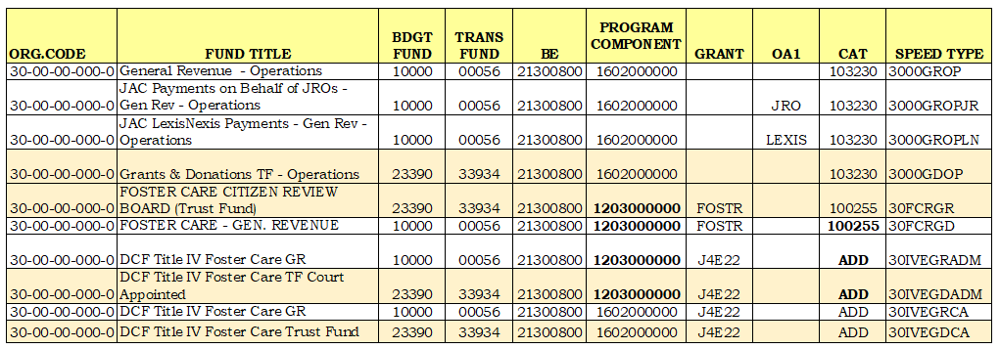 ORG.CODE FUND TITLE BDGT FUND TRANS FUND BE PROGRAM COMPONENT GRANT OA1 CAT SPEED TYPE
30-00-00-000-0 General Revenue - Operations 10000 00056 21300800 1602000000 103230 3000GROP
30-00-00-000-0 JAC Payments on Behalf of JROs - Gen Rev - Operations 10000 00056 21300800 1602000000 JRO 103230 3000GROPJR
30-00-00-000-0 JAC LexisNexis Payments - Gen Rev - Operations 10000 00056 21300800 1602000000 LEXIS 103230 3000GROPLN
30-00-00-000-0 Grants & Donations TF - Operations 23390 33934 21300800 1602000000 103230 3000GDOP
30-00-00-000-0 FOSTER CARE CITIZEN REVIEW BOARD (Trust Fund) 23390 33934 21300800 1203000000 FOSTR 100255 30FCRGR
30-00-00-000-0 FOSTER CARE - GEN. REVENUE 10000 00056 21300800 1203000000 FOSTR 100255 30FCRGD
30-00-00-000-0 DCF Title IV Foster Care GR 10000 00056 21300800 1203000000 J4E22 ADD 30IVEGRADM
30-00-00-000-0 DCF Title IV Foster Care TF Court Appointed 23390 33934 21300800 1203000000 J4E22 ADD 30IVEGDADM
30-00-00-000-0 DCF Title IV Foster Care GR 10000 00056 21300800 1602000000 J4E22 ADD 30IVEGRCA
30-00-00-000-0 DCF Title IV Foster Care Trust Fund 23390 33934 21300800 1602000000 J4E22 ADD 30IVEGDCA